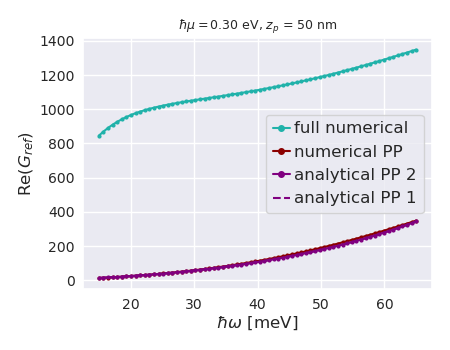 ħμ = 0.30 eV, z_p = 50 nm
Re(G_ref)
1400
1200
1000
800
600
400
200
0
full numerical
numerical PP
analytical PP 2
analytical PP 1
20 30 40 50 60
ħω [meV]